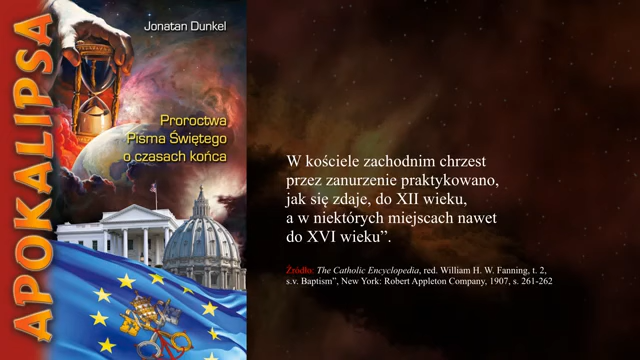 Jonatan Dunkel
APOKALIPSA
Proroctwa
Pisma Świętego
o czasach końca
W kościele zachodnim chrzest
przez zanurzenie praktykowano,
jak się zdaje, do XII wieku,
a w niektórych miejscach nawet
do XVI wieku”.
Źródło: The Catholic Encyclopedia, red. William H. W. Fanning, t. 2,
s.v. Baptism”, New York: Robert Appleton Company, 1907, s. 261-262